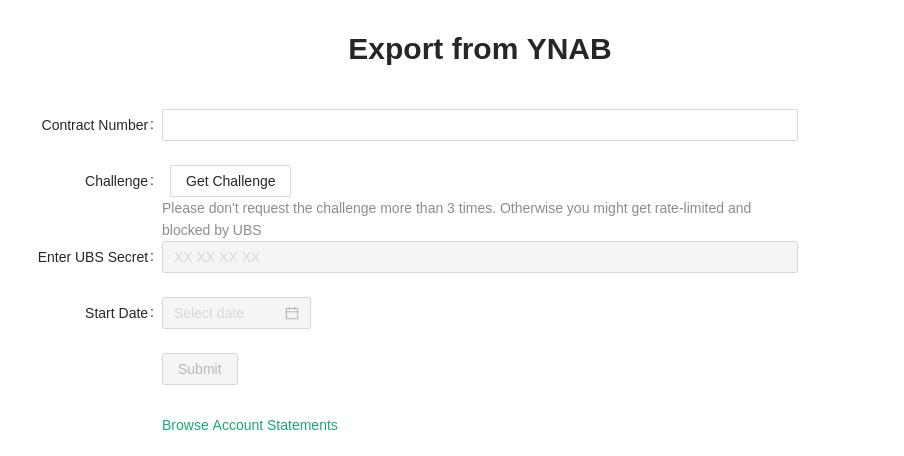 Export from YNAB
Contract Number:
Challenge: Get Challenge
Please don't request the challenge more than 3 times. Otherwise you might get rate-limited and
blocked by UBS
Enter UBS Secret: XX XX XX XX
Start Date: Select date
Submit
Browse Account Statements